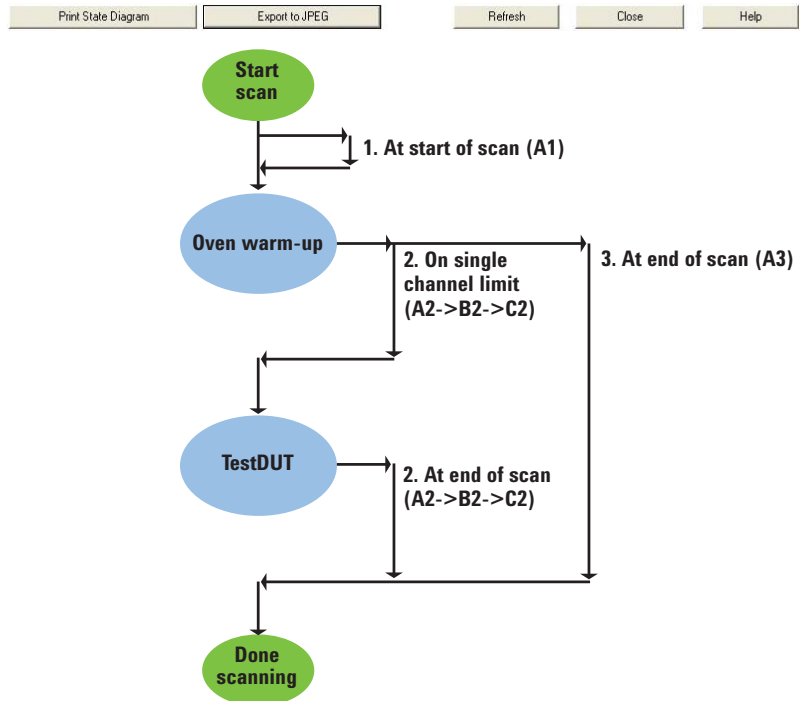 Print State Diagram
Export to JPEG
Refresh
Close
Help
Start
scan
1. At start of scan (A1)
Oven warm-up
2. On single
channel limit
(A2->B2->C2)
3. At end of scan (A3)
TestDUT
2. At end of scan
(A2->B2->C2)
Done
scanning